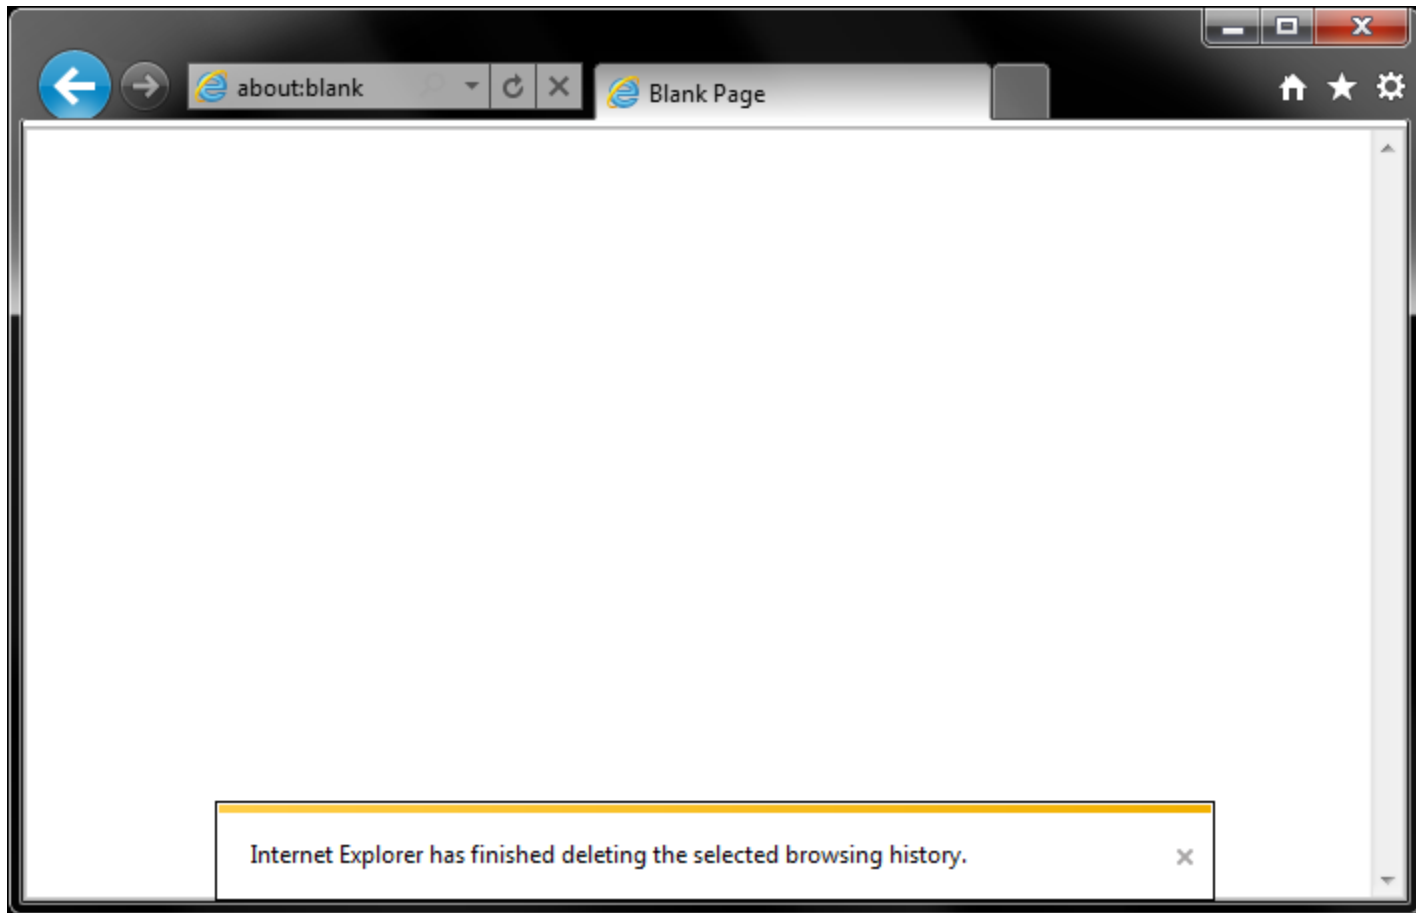 about:blank
Blank Page
Internet Explorer has finished deleting the selected browsing history.